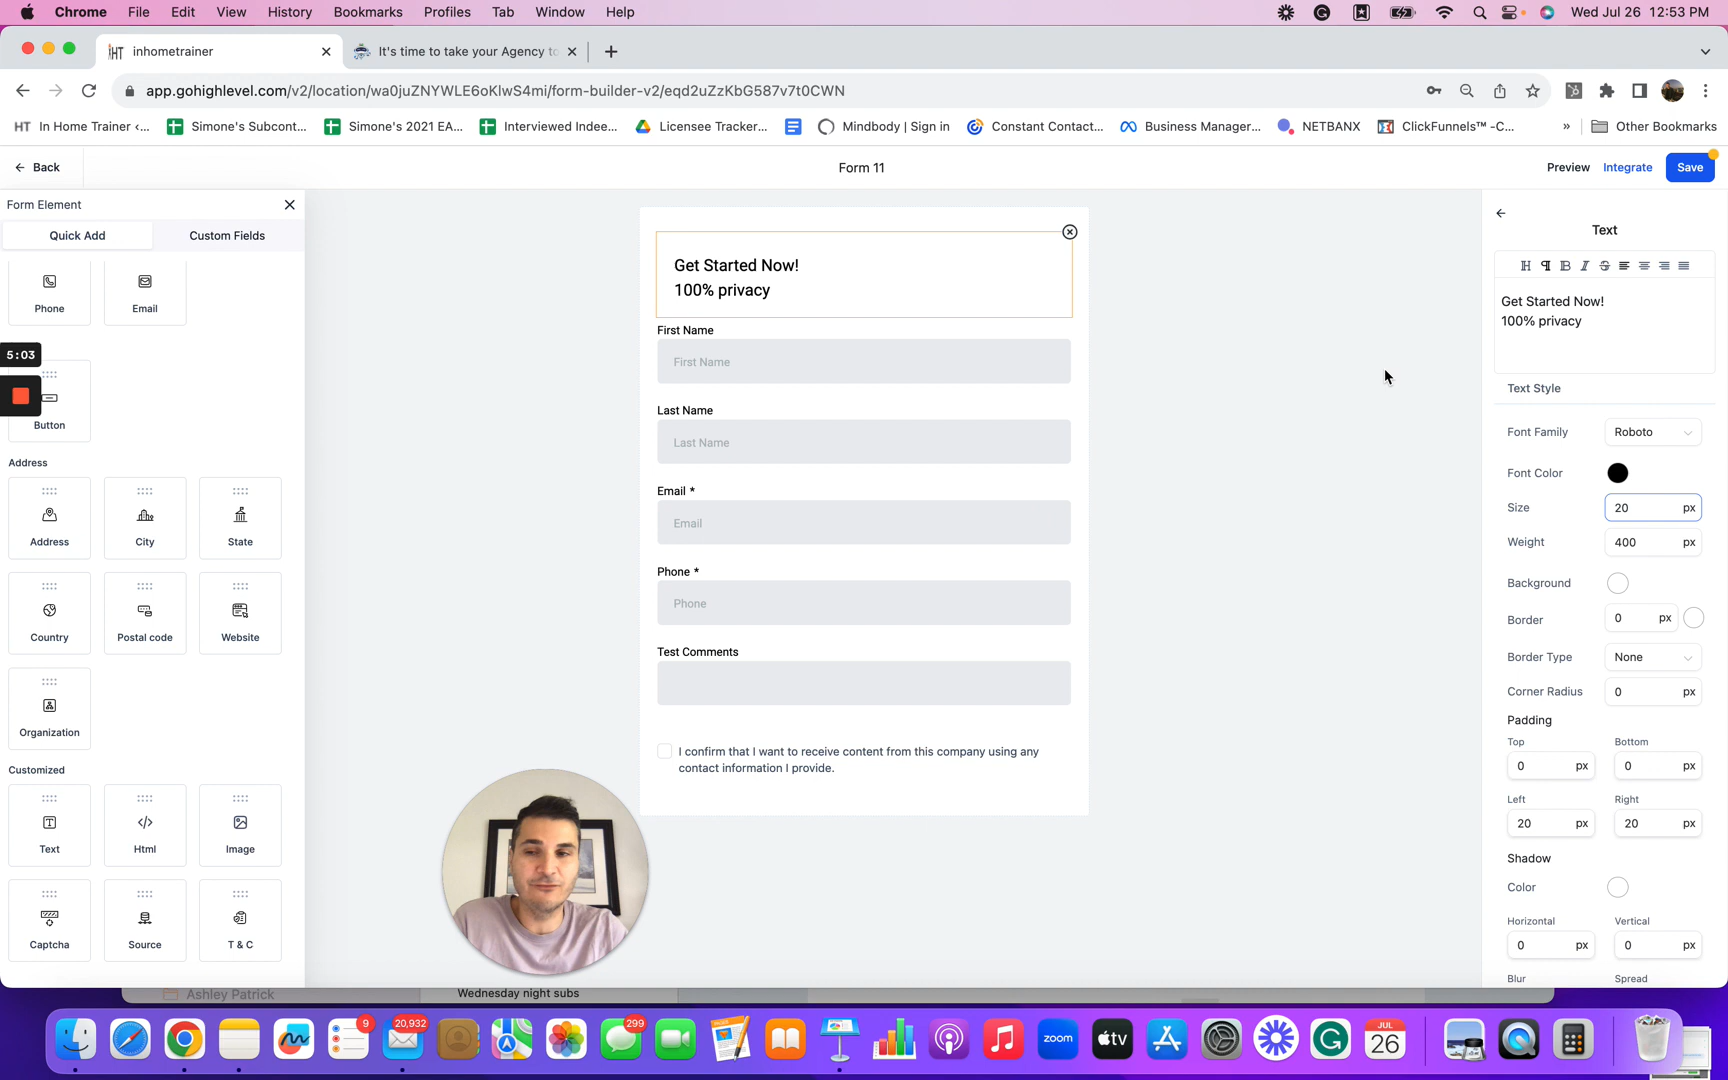 Chrome File Edit View History Bookmarks Profiles Tab Window Help Wed Jul 26 12:53 PM
inhometrainer It's time to take your Agency to
app.gohighlevel.com/v2/location/wa0juZNYWLE6oKlwS4mi/form-builder-v2/eqd2uZzKbG587v7t0CWN
HT In Home Trainer <... Simone's Subcont... Simone's 2021 EA... Interviewed Indee... Licensee Tracker... Mindbody | Sign in Constant Contact... Business Manager... NETBANX ClickFunnels™ -C... » Other Bookmarks
Back Form 11 Preview Integrate Save
Form Element
Quick Add Custom Fields
Phone Email
5:03
Button
Address
Address City State
Country Postal code Website
Organization
Customized
Text Html Image
Captcha Source T & C
Get Started Now!
100% privacy
First Name
First Name
Last Name
Last Name
Email *
Email
Phone *
Phone
Test Comments
I confirm that I want to receive content from this company using any
contact information I provide.
Text
Get Started Now!
100% privacy
Text Style
Font Family Roboto
Font Color
Size 20 px
Weight 400 px
Background
Border 0 px
Border Type None
Corner Radius 0 px
Padding
Top Bottom
0 px 0 px
Left Right
20 px 20 px
Shadow
Color
Horizontal Vertical
0 px 0 px
Blur Spread
Ashley Patrick Wednesday night subs
9 20,932 299 zoom tv JUL 26